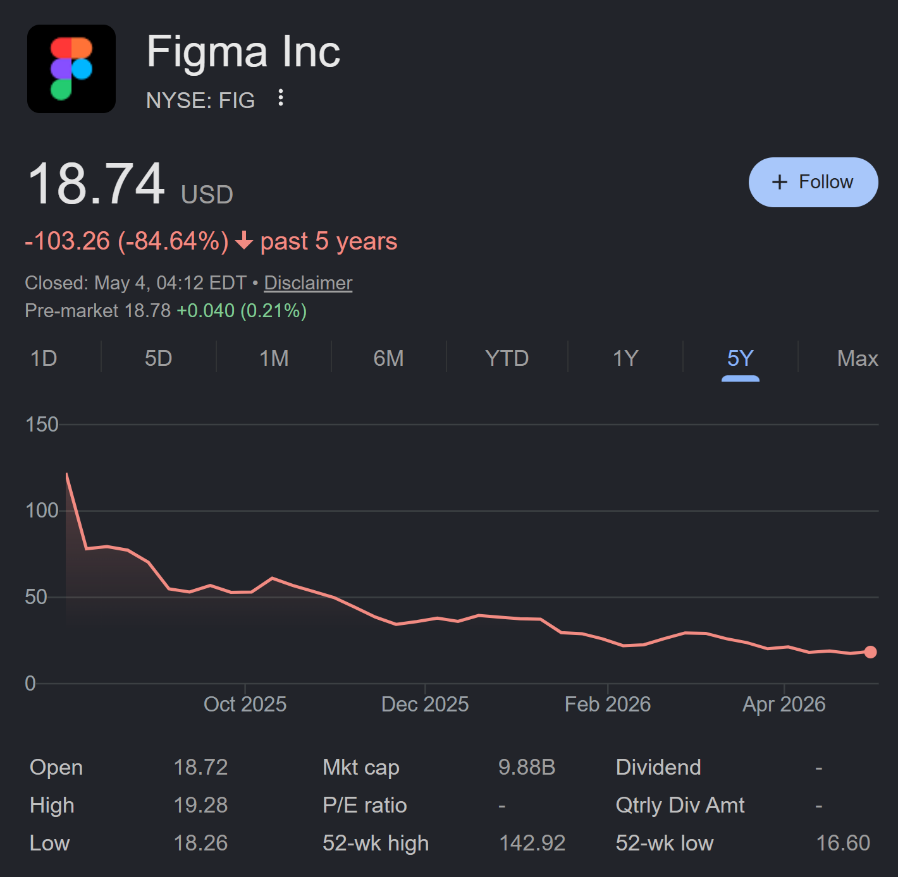 Figma Inc
NYSE: FIG
18.74 USD
+ Follow
-103.26 (-84.64%) ↓ past 5 years
Closed: May 4, 04:12 EDT • Disclaimer
Pre-market 18.78 +0.040 (0.21%)
1D 5D 1M 6M YTD 1Y 5Y Max
150
100
50
0
Oct 2025 Dec 2025 Feb 2026 Apr 2026
Open 18.72 Mkt cap 9.88B Dividend -
High 19.28 P/E ratio - Qtrly Div Amt -
Low 18.26 52-wk high 142.92 52-wk low 16.60